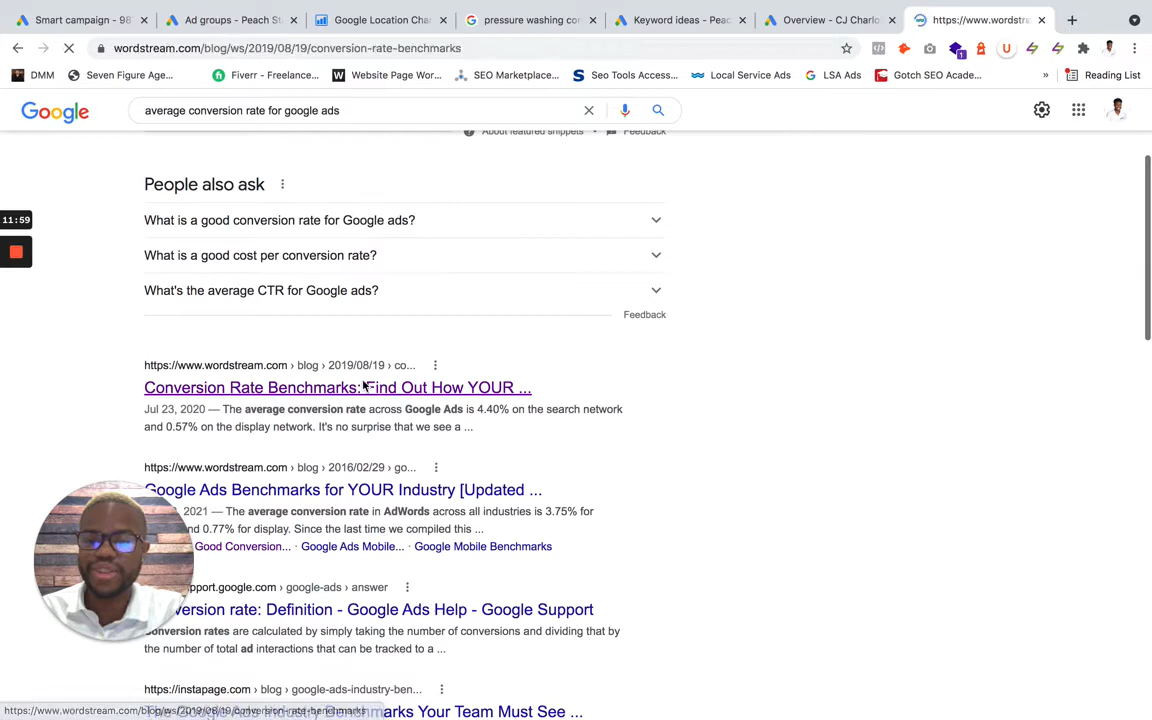 Smart campaign - 98
Ad groups - Peach St
Google Location Chan
pressure washing con
Keyword ideas - Peac
Overview - CJ Charlo
https://www.wordstre
wordstream.com/blog/ws/2019/08/19/conversion-rate-benchmarks
DMM
Seven Figure Age...
Fiverr - Freelance...
Website Page Wor...
SEO Marketplace...
Seo Tools Access...
Local Service Ads
LSA Ads
Gotch SEO Acade...
»
Reading List
Google
average conversion rate for google ads
About featured snippets
Feedback
People also ask
What is a good conversion rate for Google ads?
What is a good cost per conversion rate?
What's the average CTR for Google ads?
Feedback
11:59
https://www.wordstream.com › blog › 2019/08/19 › co...
Conversion Rate Benchmarks: Find Out How YOUR ...
Jul 23, 2020 — The average conversion rate across Google Ads is 4.40% on the search network
and 0.57% on the display network. It's no surprise that we see a ...
https://www.wordstream.com › blog › 2016/02/29 › go...
Google Ads Benchmarks for YOUR Industry [Updated ...
2021 — The average conversion rate in AdWords across all industries is 3.75% for
and 0.77% for display. Since the last time we compiled this ...
Good Conversion... · Google Ads Mobile... · Google Mobile Benchmarks
pport.google.com › google-ads › answer
version rate: Definition - Google Ads Help - Google Support
Conversion rates are calculated by simply taking the number of conversions and dividing that by
the number of total ad interactions that can be tracked to a ...
https://instapage.com › blog › google-ads-industry-ben...
The Google Ads Industry Benchmarks Your Team Must See ...
https://www.wordstream.com/blog/ws/2019/08/19/conversion-rate-benchmarks